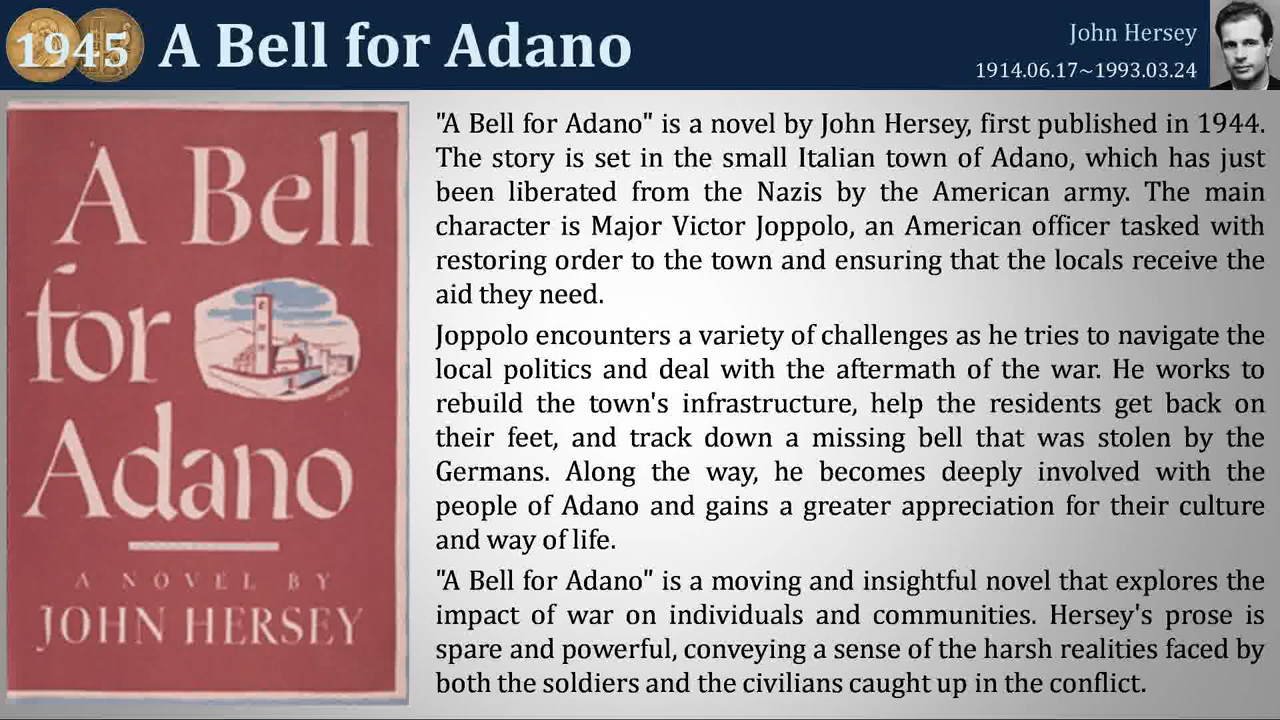 1945 A Bell for Adano
John Hersey
1914.06.17~1993.03.24
A Bell
for
Adano
A NOVEL BY
JOHN HERSEY
"A Bell for Adano" is a novel by John Hersey, first published in 1944.
The story is set in the small Italian town of Adano, which has just
been liberated from the Nazis by the American army. The main
character is Major Victor Joppolo, an American officer tasked with
restoring order to the town and ensuring that the locals receive the
aid they need.
Joppolo encounters a variety of challenges as he tries to navigate the
local politics and deal with the aftermath of the war. He works to
rebuild the town's infrastructure, help the residents get back on
their feet, and track down a missing bell that was stolen by the
Germans. Along the way, he becomes deeply involved with the
people of Adano and gains a greater appreciation for their culture
and way of life.
"A Bell for Adano" is a moving and insightful novel that explores the
impact of war on individuals and communities. Hersey's prose is
spare and powerful, conveying a sense of the harsh realities faced by
both the soldiers and the civilians caught up in the conflict.